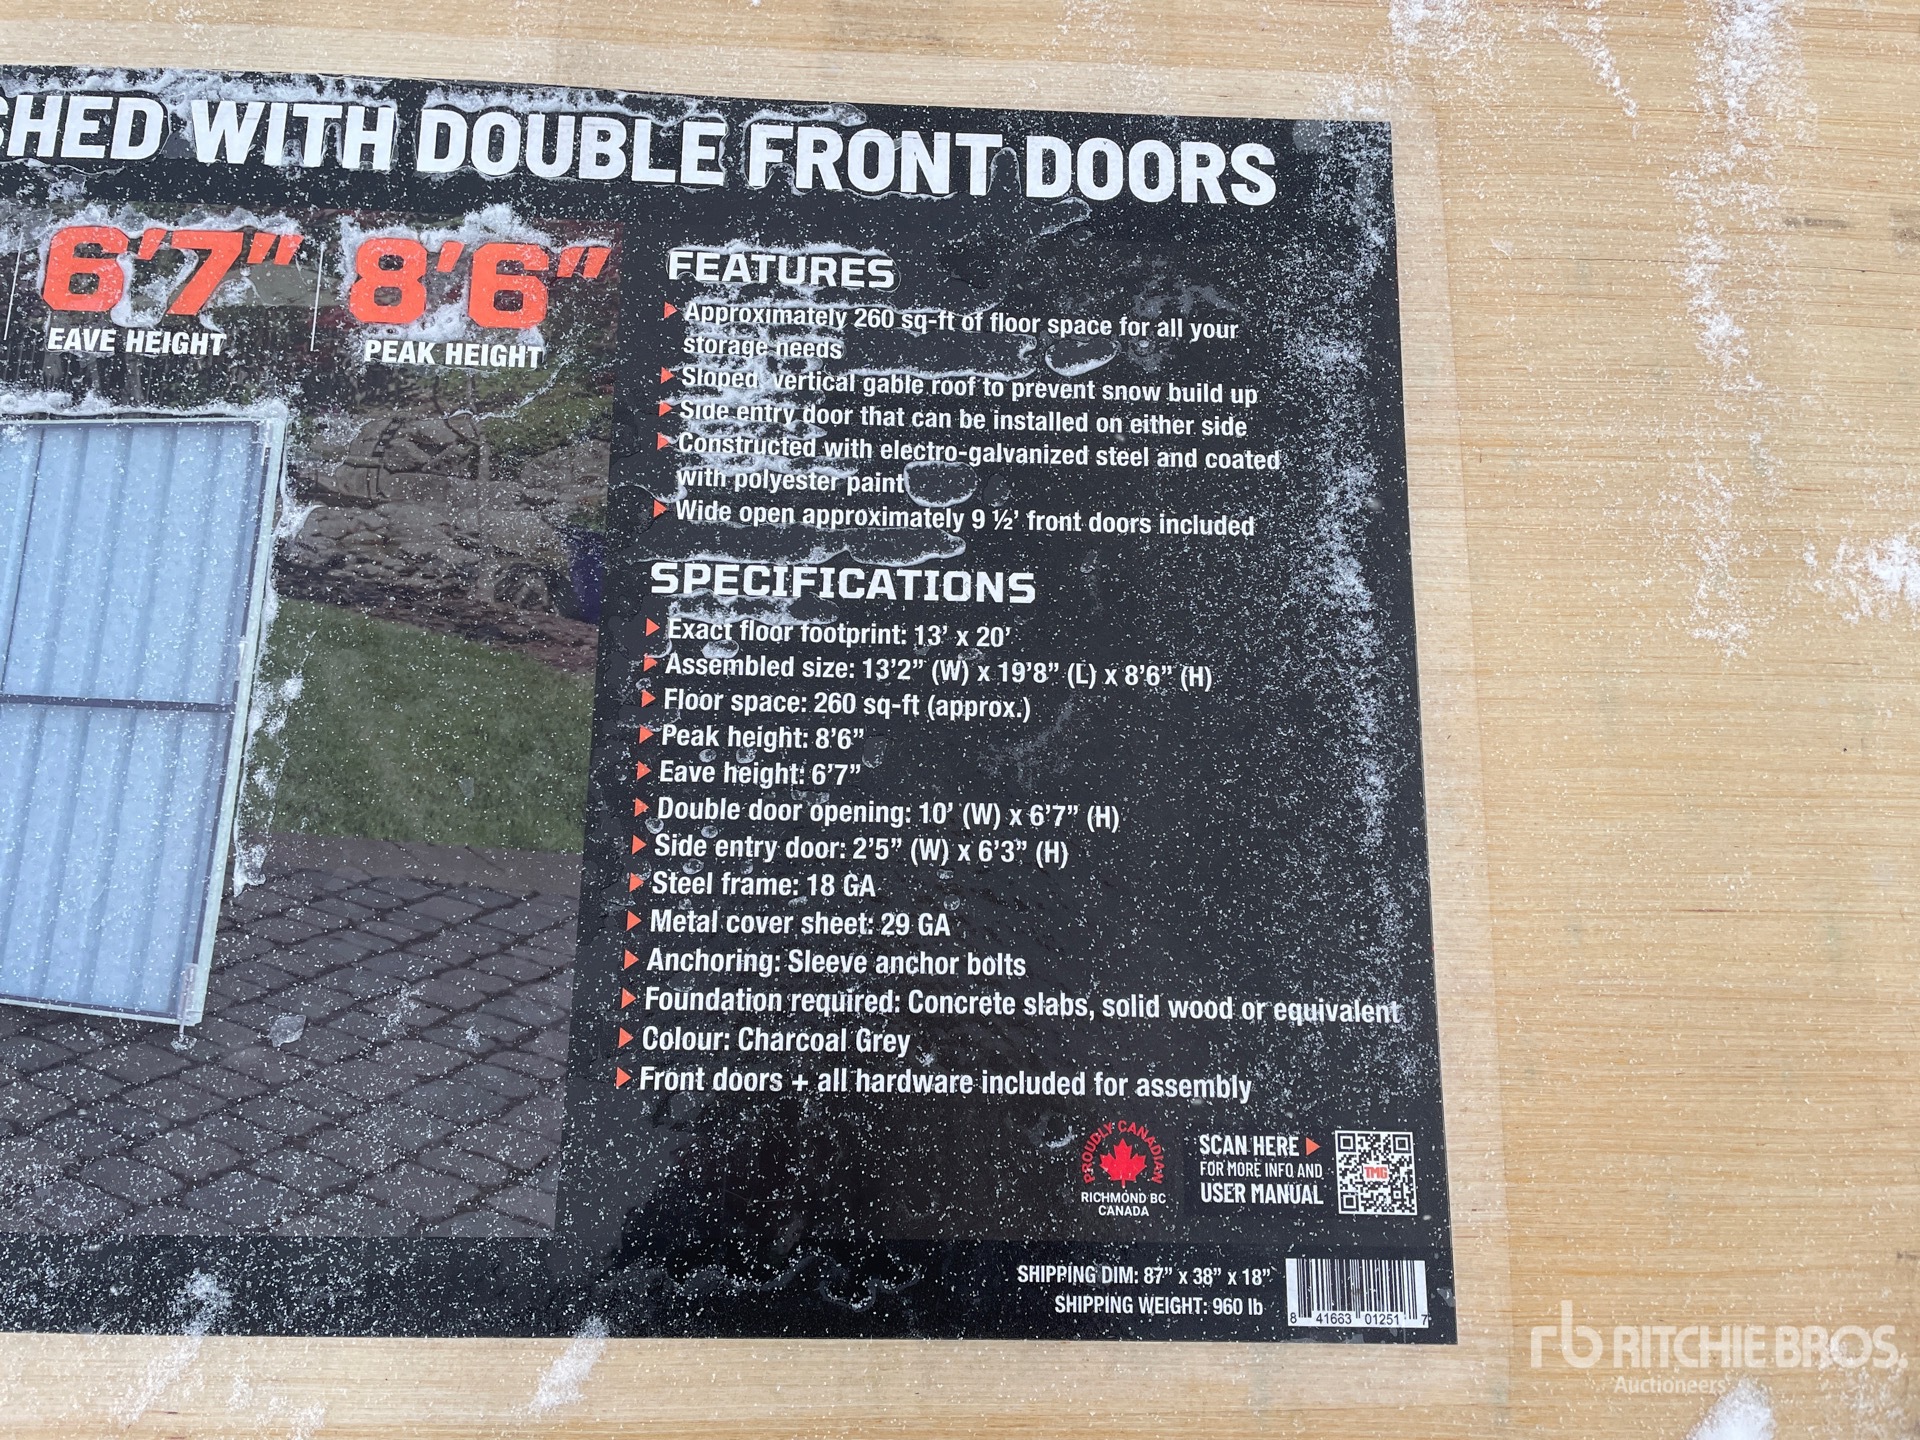 SHED WITH DOUBLE FRONT DOORS
6'7"
EAVE HEIGHT
8'6"
PEAK HEIGHT
FEATURES
Approximately 260 sq-ft of floor space for all your
storage needs
Sloped, vertical gable roof to prevent snow build up
Side entry door that can be installed on either side
Constructed with electro-galvanized steel and coated
with polyester paint
Wide open approximately 9 ½' front doors included
SPECIFICATIONS
Exact floor footprint: 13' x 20'
Assembled size: 13'2" (W) x 19'8" (L) x 8'6" (H)
Floor space: 260 sq-ft (approx.)
Peak height: 8'6"
Eave height: 6'7"
Double door opening: 10' (W) x 6'7" (H)
Side entry door: 2'5" (W) x 6'3" (H)
Steel frame: 18 GA
Metal cover sheet: 29 GA
Anchoring: Sleeve anchor bolts
Foundation required: Concrete slabs, solid wood or equivalent
Colour: Charcoal Grey
Front doors + all hardware included for assembly
PROUDLY CANADIAN
RICHMOND BC
CANADA
SCAN HERE
FOR MORE INFO AND
USER MANUAL
TMG
SHIPPING DIM: 87" x 38" x 18"
SHIPPING WEIGHT: 960 lb
8 41663 01251 7
rb RITCHIE BROS.
Auctioneers